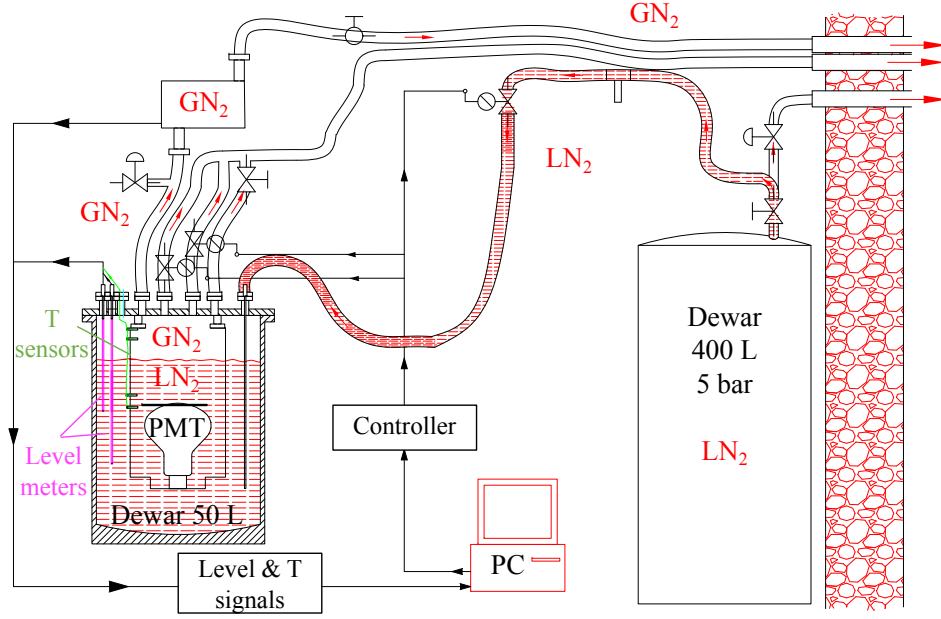 GN₂
GN₂
LN₂
GN₂
T
sensors
GN₂
LN₂
PMT
Level
meters
Dewar 50 L
Controller
Level & T
signals
PC
Dewar
400 L
5 bar
LN₂